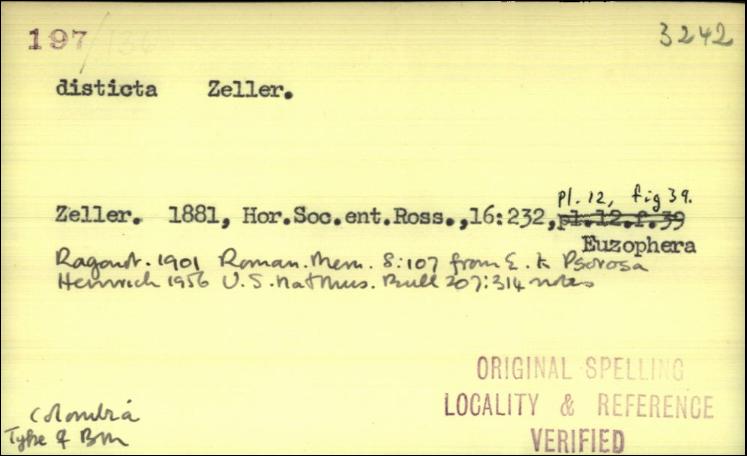 197/136 3242
disticta Zeller.
pl. 12, fig 39.
Zeller. 1881, Hor.Soc.ent.Ross.,16:232,pl.12.f.39
Euzophera
Ragonot. 1901 Roman. Mem. 8:107 from E. to Psorosa
Heinrich 1956 U.S. Nat Mus. Bull 207:314 notes
ORIGINAL SPELLING
LOCALITY & REFERENCE
VERIFIED
Colombia
Type ♀ BM